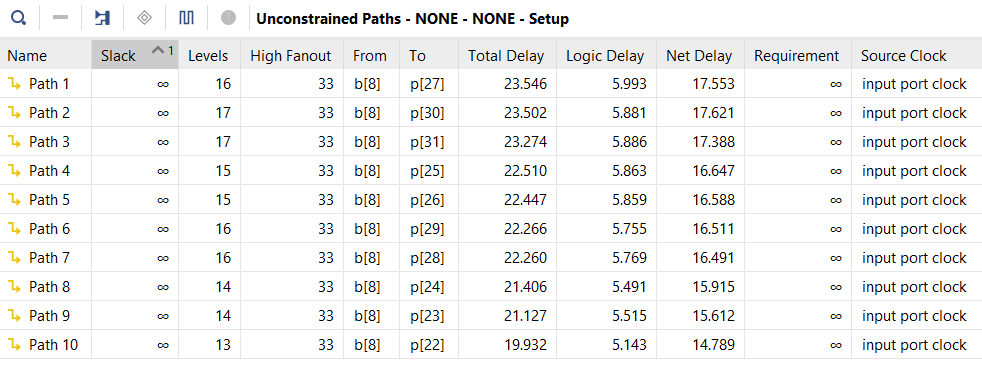 Unconstrained Paths - NONE - NONE - Setup
Name Slack 1 Levels High Fanout From To Total Delay Logic Delay Net Delay Requirement Source Clock
Path 1 ∞ 16 33 b[8] p[27] 23.546 5.993 17.553 ∞ input port clock
Path 2 ∞ 17 33 b[8] p[30] 23.502 5.881 17.621 ∞ input port clock
Path 3 ∞ 17 33 b[8] p[31] 23.274 5.886 17.388 ∞ input port clock
Path 4 ∞ 15 33 b[8] p[25] 22.510 5.863 16.647 ∞ input port clock
Path 5 ∞ 15 33 b[8] p[26] 22.447 5.859 16.588 ∞ input port clock
Path 6 ∞ 16 33 b[8] p[29] 22.266 5.755 16.511 ∞ input port clock
Path 7 ∞ 16 33 b[8] p[28] 22.260 5.769 16.491 ∞ input port clock
Path 8 ∞ 14 33 b[8] p[24] 21.406 5.491 15.915 ∞ input port clock
Path 9 ∞ 14 33 b[8] p[23] 21.127 5.515 15.612 ∞ input port clock
Path 10 ∞ 13 33 b[8] p[22] 19.932 5.143 14.789 ∞ input port clock